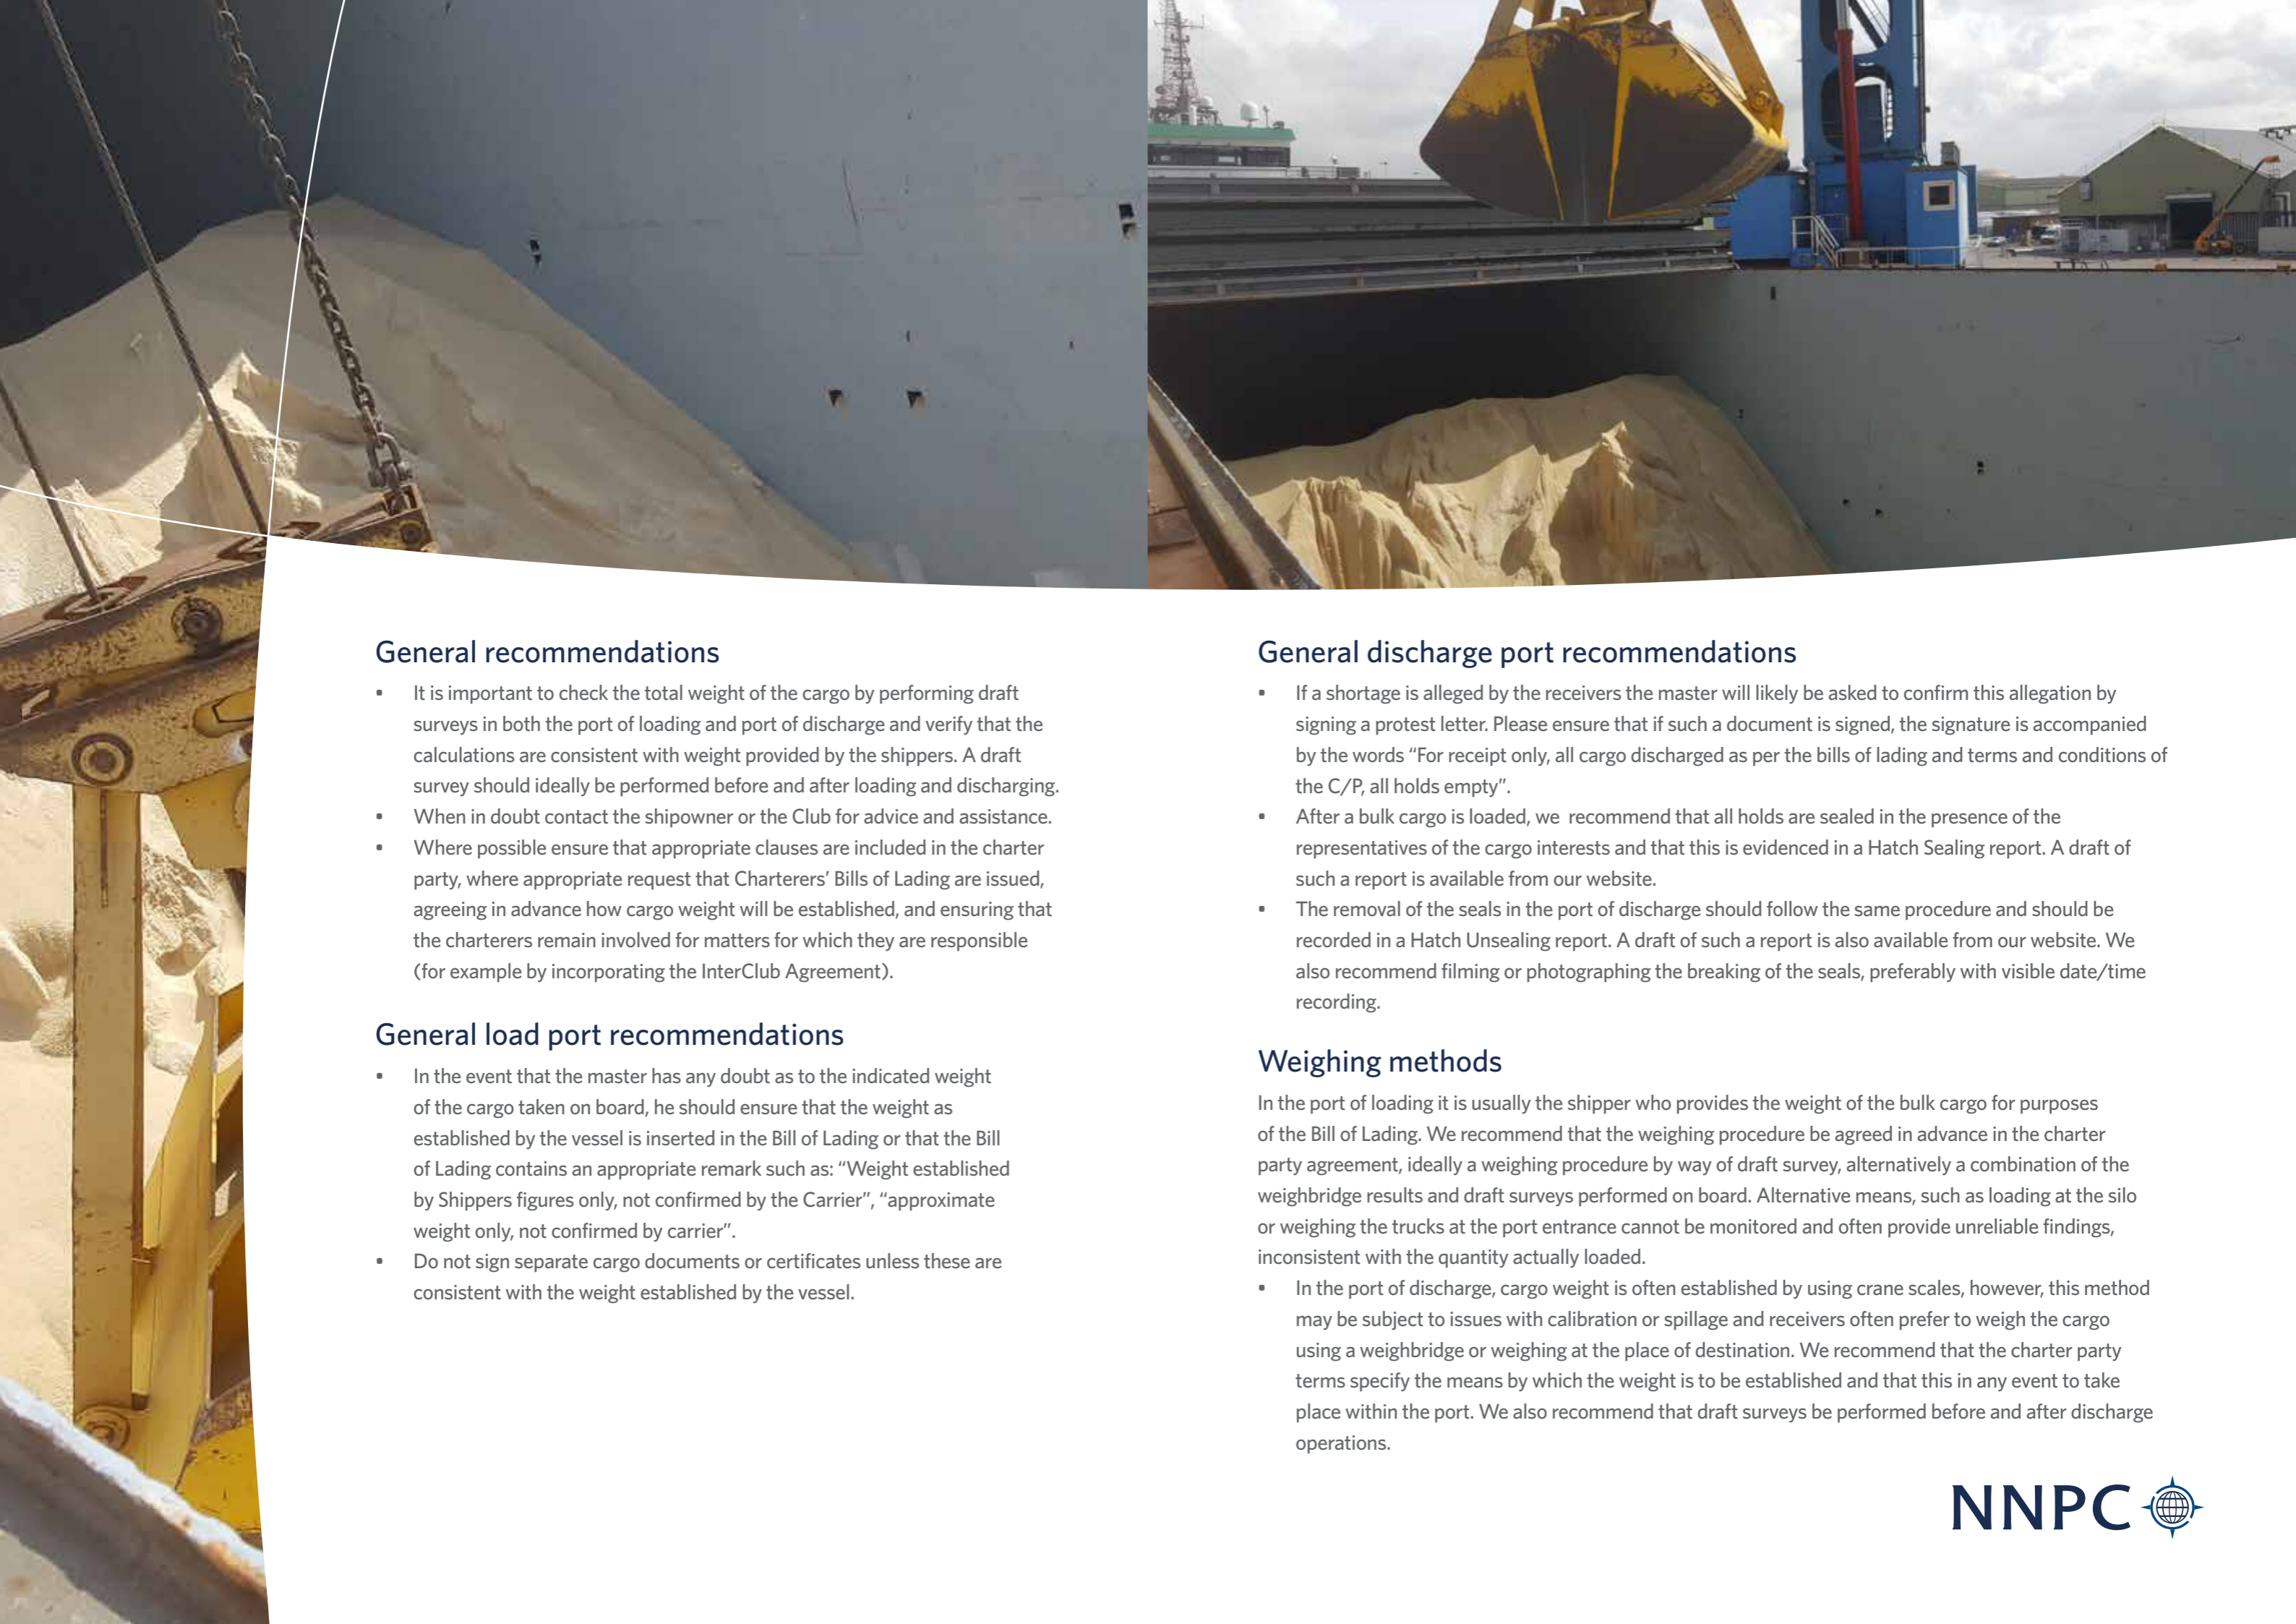 General recommendations
• It is important to check the total weight of the cargo by performing draft
surveys in both the port of loading and port of discharge and verify that the
calculations are consistent with weight provided by the shippers. A draft
survey should ideally be performed before and after loading and discharging.
• When in doubt contact the shipowner or the Club for advice and assistance.
• Where possible ensure that appropriate clauses are included in the charter
party, where appropriate request that Charterers’ Bills of Lading are issued,
agreeing in advance how cargo weight will be established, and ensuring that
the charterers remain involved for matters for which they are responsible
(for example by incorporating the InterClub Agreement).
General load port recommendations
• In the event that the master has any doubt as to the indicated weight
of the cargo taken on board, he should ensure that the weight as
established by the vessel is inserted in the Bill of Lading or that the Bill
of Lading contains an appropriate remark such as: “Weight established
by Shippers figures only, not confirmed by the Carrier”, “approximate
weight only, not confirmed by carrier”.
• Do not sign separate cargo documents or certificates unless these are
consistent with the weight established by the vessel.
General discharge port recommendations
• If a shortage is alleged by the receivers the master will likely be asked to confirm this allegation by
signing a protest letter. Please ensure that if such a document is signed, the signature is accompanied
by the words “For receipt only, all cargo discharged as per the bills of lading and terms and conditions of
the C/P, all holds empty”.
• After a bulk cargo is loaded, we recommend that all holds are sealed in the presence of the
representatives of the cargo interests and that this is evidenced in a Hatch Sealing report. A draft of
such a report is available from our website.
• The removal of the seals in the port of discharge should follow the same procedure and should be
recorded in a Hatch Unsealing report. A draft of such a report is also available from our website. We
also recommend filming or photographing the breaking of the seals, preferably with visible date/time
recording.
Weighing methods
In the port of loading it is usually the shipper who provides the weight of the bulk cargo for purposes
of the Bill of Lading. We recommend that the weighing procedure be agreed in advance in the charter
party agreement, ideally a weighing procedure by way of draft survey, alternatively a combination of the
weighbridge results and draft surveys performed on board. Alternative means, such as loading at the silo
or weighing the trucks at the port entrance cannot be monitored and often provide unreliable findings,
inconsistent with the quantity actually loaded.
• In the port of discharge, cargo weight is often established by using crane scales, however, this method
may be subject to issues with calibration or spillage and receivers often prefer to weigh the cargo
using a weighbridge or weighing at the place of destination. We recommend that the charter party
terms specify the means by which the weight is to be established and that this in any event to take
place within the port. We also recommend that draft surveys be performed before and after discharge
operations.
NNPC